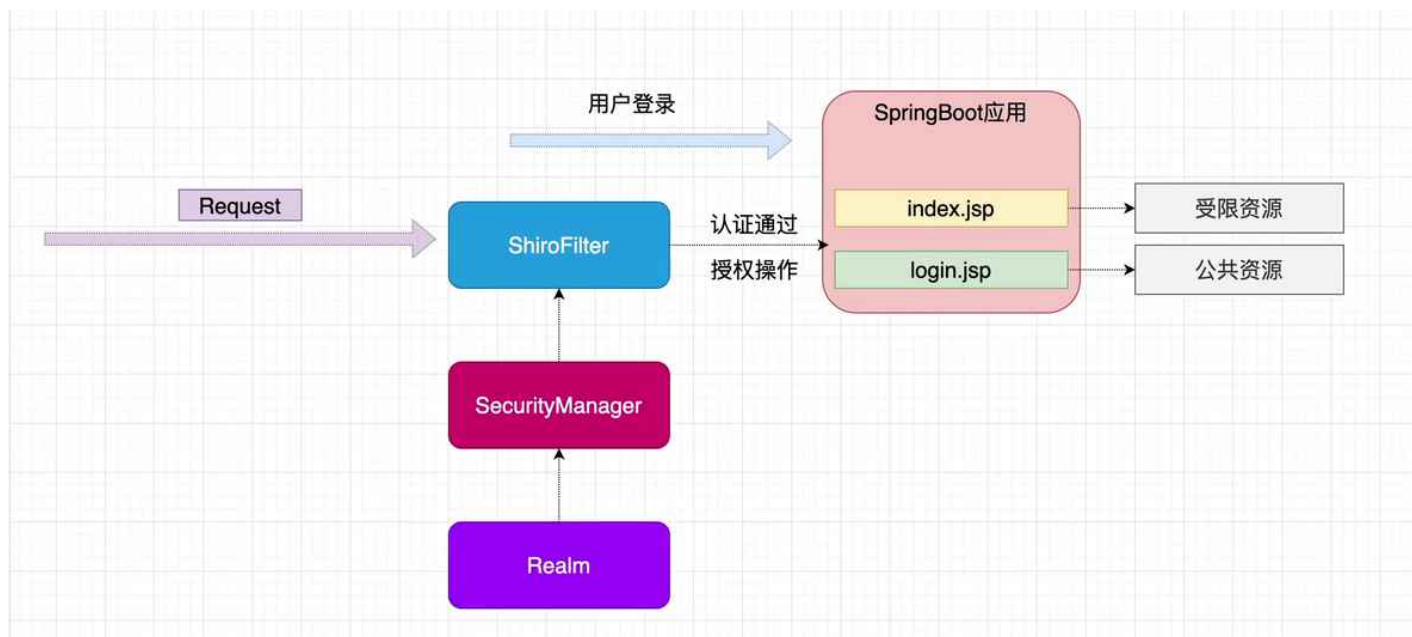 用户登录
SpringBoot应用
Request
ShiroFilter
认证通过
授权操作
index.jsp
受限资源
login.jsp
公共资源
SecurityManager
Realm